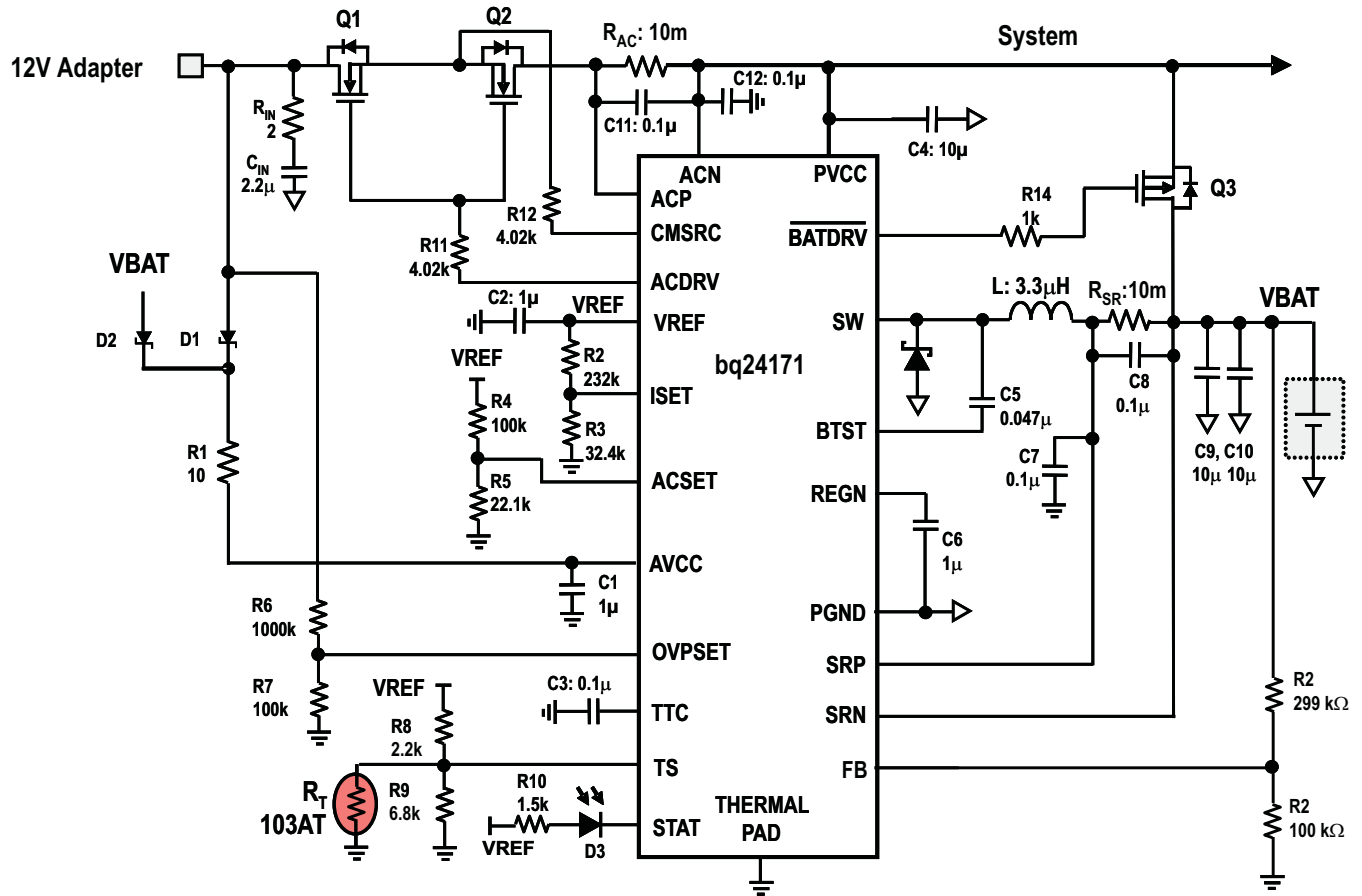 Q1
Q2
R_AC: 10m
System
12V Adapter
C12: 0.1µ
C11: 0.1µ
R_IN
2
C_IN
2.2µ
C4: 10µ
ACN
PVCC
ACP
R12
4.02k
CMSRC
R11
4.02k
ACDRV
BATDRV
R14
1k
Q3
VBAT
D2
D1
C2: 1µ
VREF
VREF
VREF
R2
232k
ISET
R4
100k
R3
32.4k
R5
22.1k
ACSET
bq24171
SW
L: 3.3µH
R_SR:10m
VBAT
C8
0.1µ
C5
0.047µ
BTST
C7
0.1µ
C9, C10
10µ 10µ
REGN
C6
1µ
R1
10
AVCC
C1
1µ
PGND
R6
1000k
OVPSET
SRP
R7
100k
VREF
C3: 0.1µ
TTC
SRN
R2
299 kΩ
R8
2.2k
TS
FB
R_T
103AT
R9
6.8k
R10
1.5k
VREF
D3
STAT
THERMAL
PAD
R2
100 kΩ